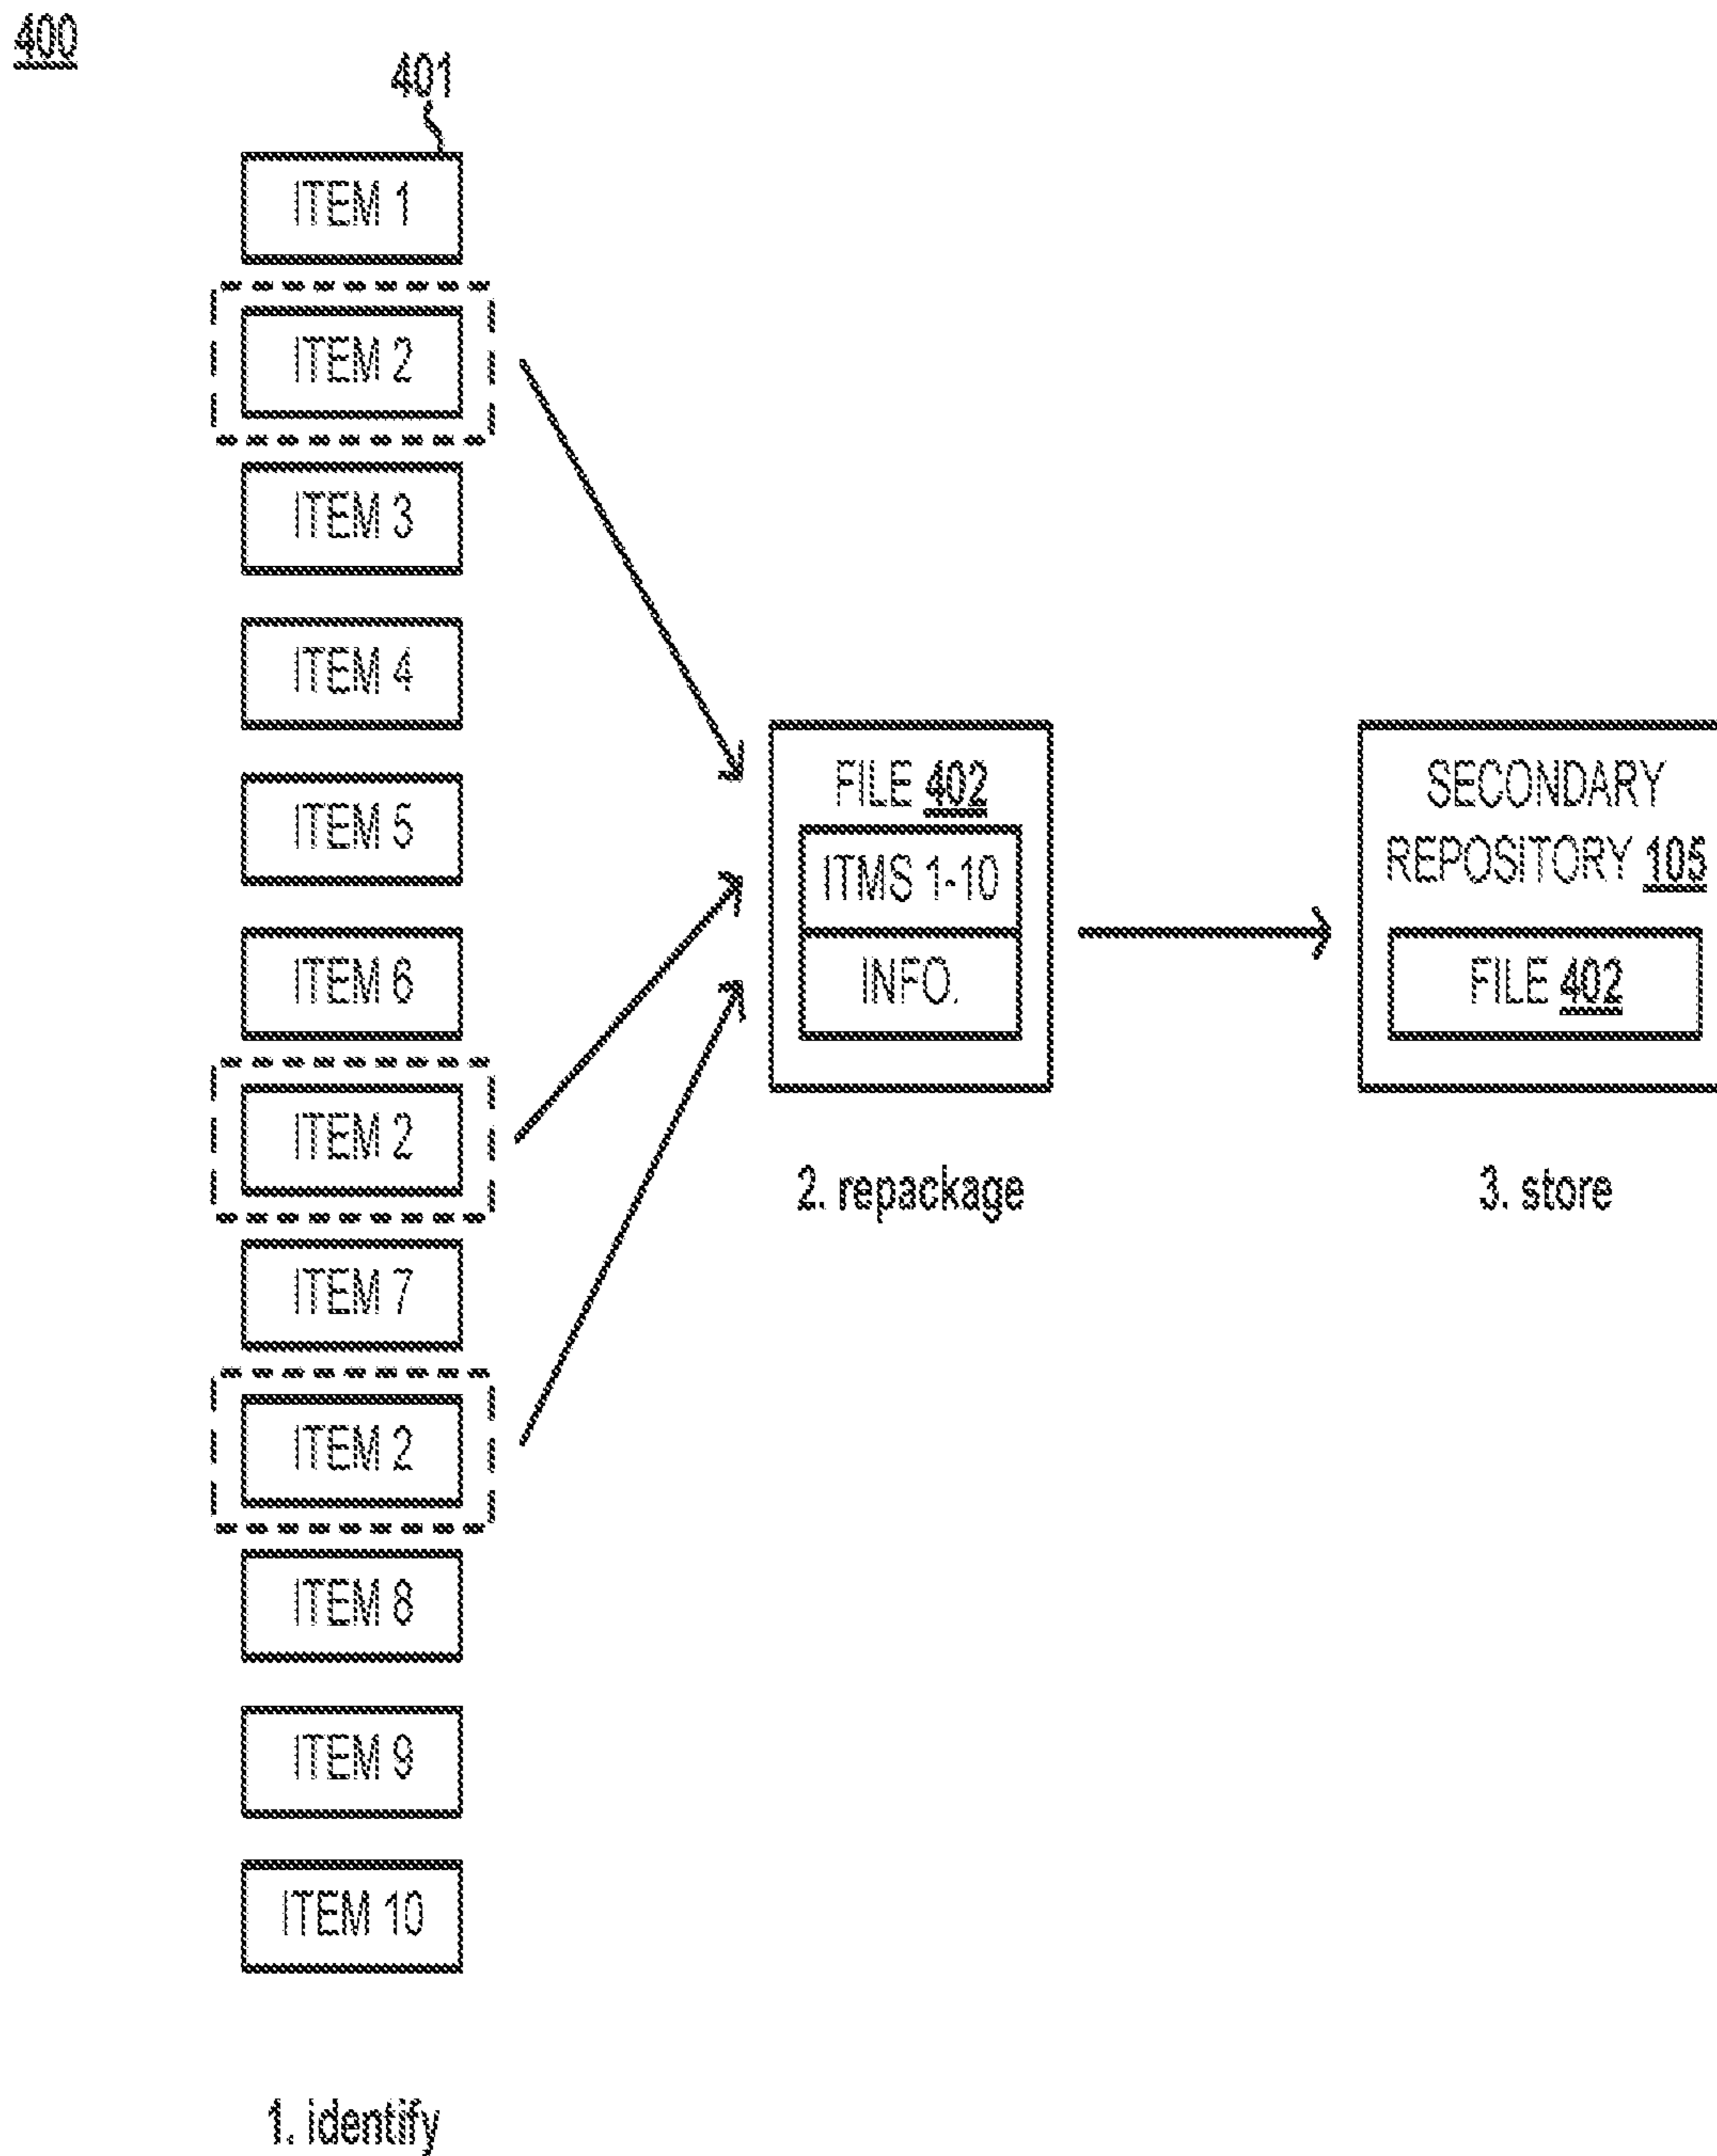 400
401
ITEM 1
ITEM 2
ITEM 3
ITEM 4
ITEM 5
ITEM 6
ITEM 2
ITEM 7
ITEM 2
ITEM 8
ITEM 9
ITEM 10
1. identify
FILE 402
ITMS 1-10
INFO.
2. repackage
SECONDARY
REPOSITORY 105
FILE 402
3. store